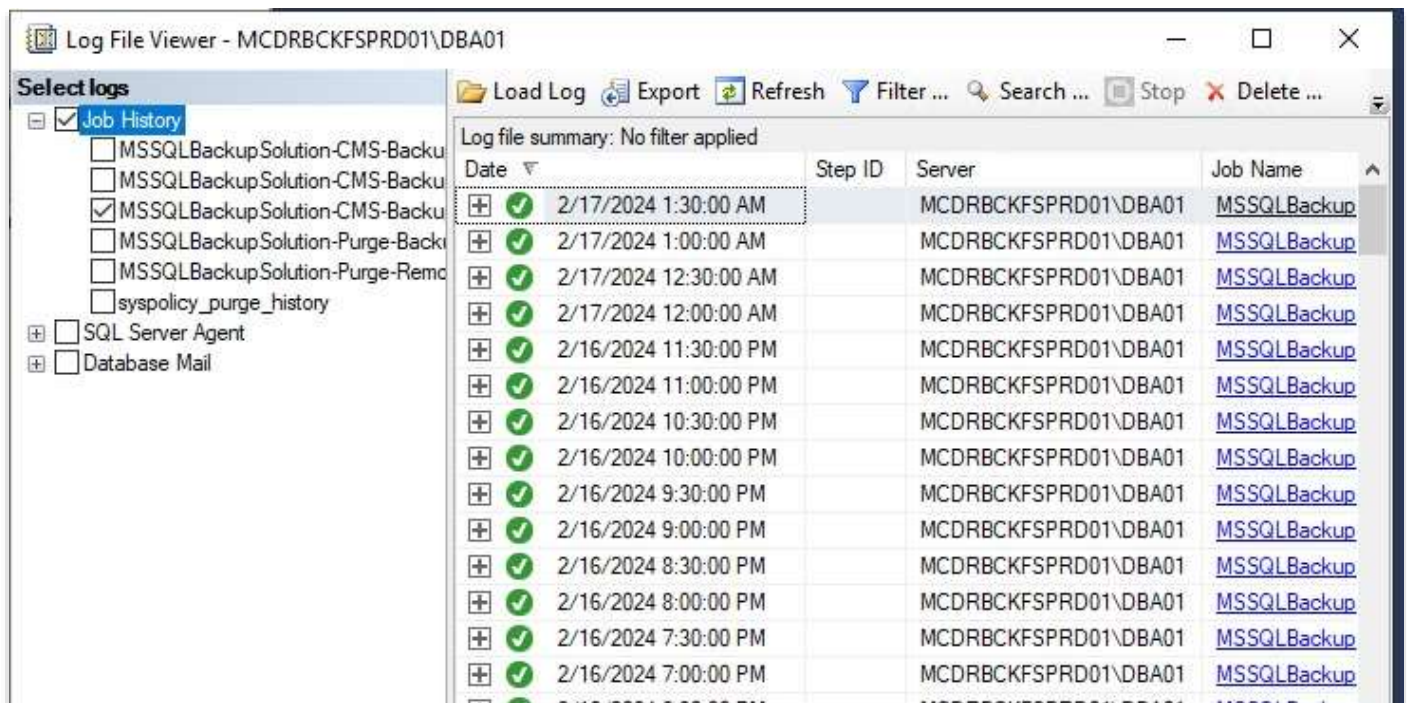 Log File Viewer - MCDRBCKFSPRD01\DBA01
Select logs
Job History
MSSQLBackupSolution-CMS-Backu
MSSQLBackupSolution-CMS-Backu
MSSQLBackupSolution-CMS-Backu
MSSQLBackupSolution-Purge-Backu
MSSQLBackupSolution-Purge-Remo
syspolicy_purge_history
SQL Server Agent
Database Mail
Load Log Export Refresh Filter ... Search ... Stop Delete ...
Log file summary: No filter applied
Date Step ID Server Job Name
2/17/2024 1:30:00 AM MCDRBCKFSPRD01\DBA01 MSSQLBackup
2/17/2024 1:00:00 AM MCDRBCKFSPRD01\DBA01 MSSQLBackup
2/17/2024 12:30:00 AM MCDRBCKFSPRD01\DBA01 MSSQLBackup
2/17/2024 12:00:00 AM MCDRBCKFSPRD01\DBA01 MSSQLBackup
2/16/2024 11:30:00 PM MCDRBCKFSPRD01\DBA01 MSSQLBackup
2/16/2024 11:00:00 PM MCDRBCKFSPRD01\DBA01 MSSQLBackup
2/16/2024 10:30:00 PM MCDRBCKFSPRD01\DBA01 MSSQLBackup
2/16/2024 10:00:00 PM MCDRBCKFSPRD01\DBA01 MSSQLBackup
2/16/2024 9:30:00 PM MCDRBCKFSPRD01\DBA01 MSSQLBackup
2/16/2024 9:00:00 PM MCDRBCKFSPRD01\DBA01 MSSQLBackup
2/16/2024 8:30:00 PM MCDRBCKFSPRD01\DBA01 MSSQLBackup
2/16/2024 8:00:00 PM MCDRBCKFSPRD01\DBA01 MSSQLBackup
2/16/2024 7:30:00 PM MCDRBCKFSPRD01\DBA01 MSSQLBackup
2/16/2024 7:00:00 PM MCDRBCKFSPRD01\DBA01 MSSQLBackup